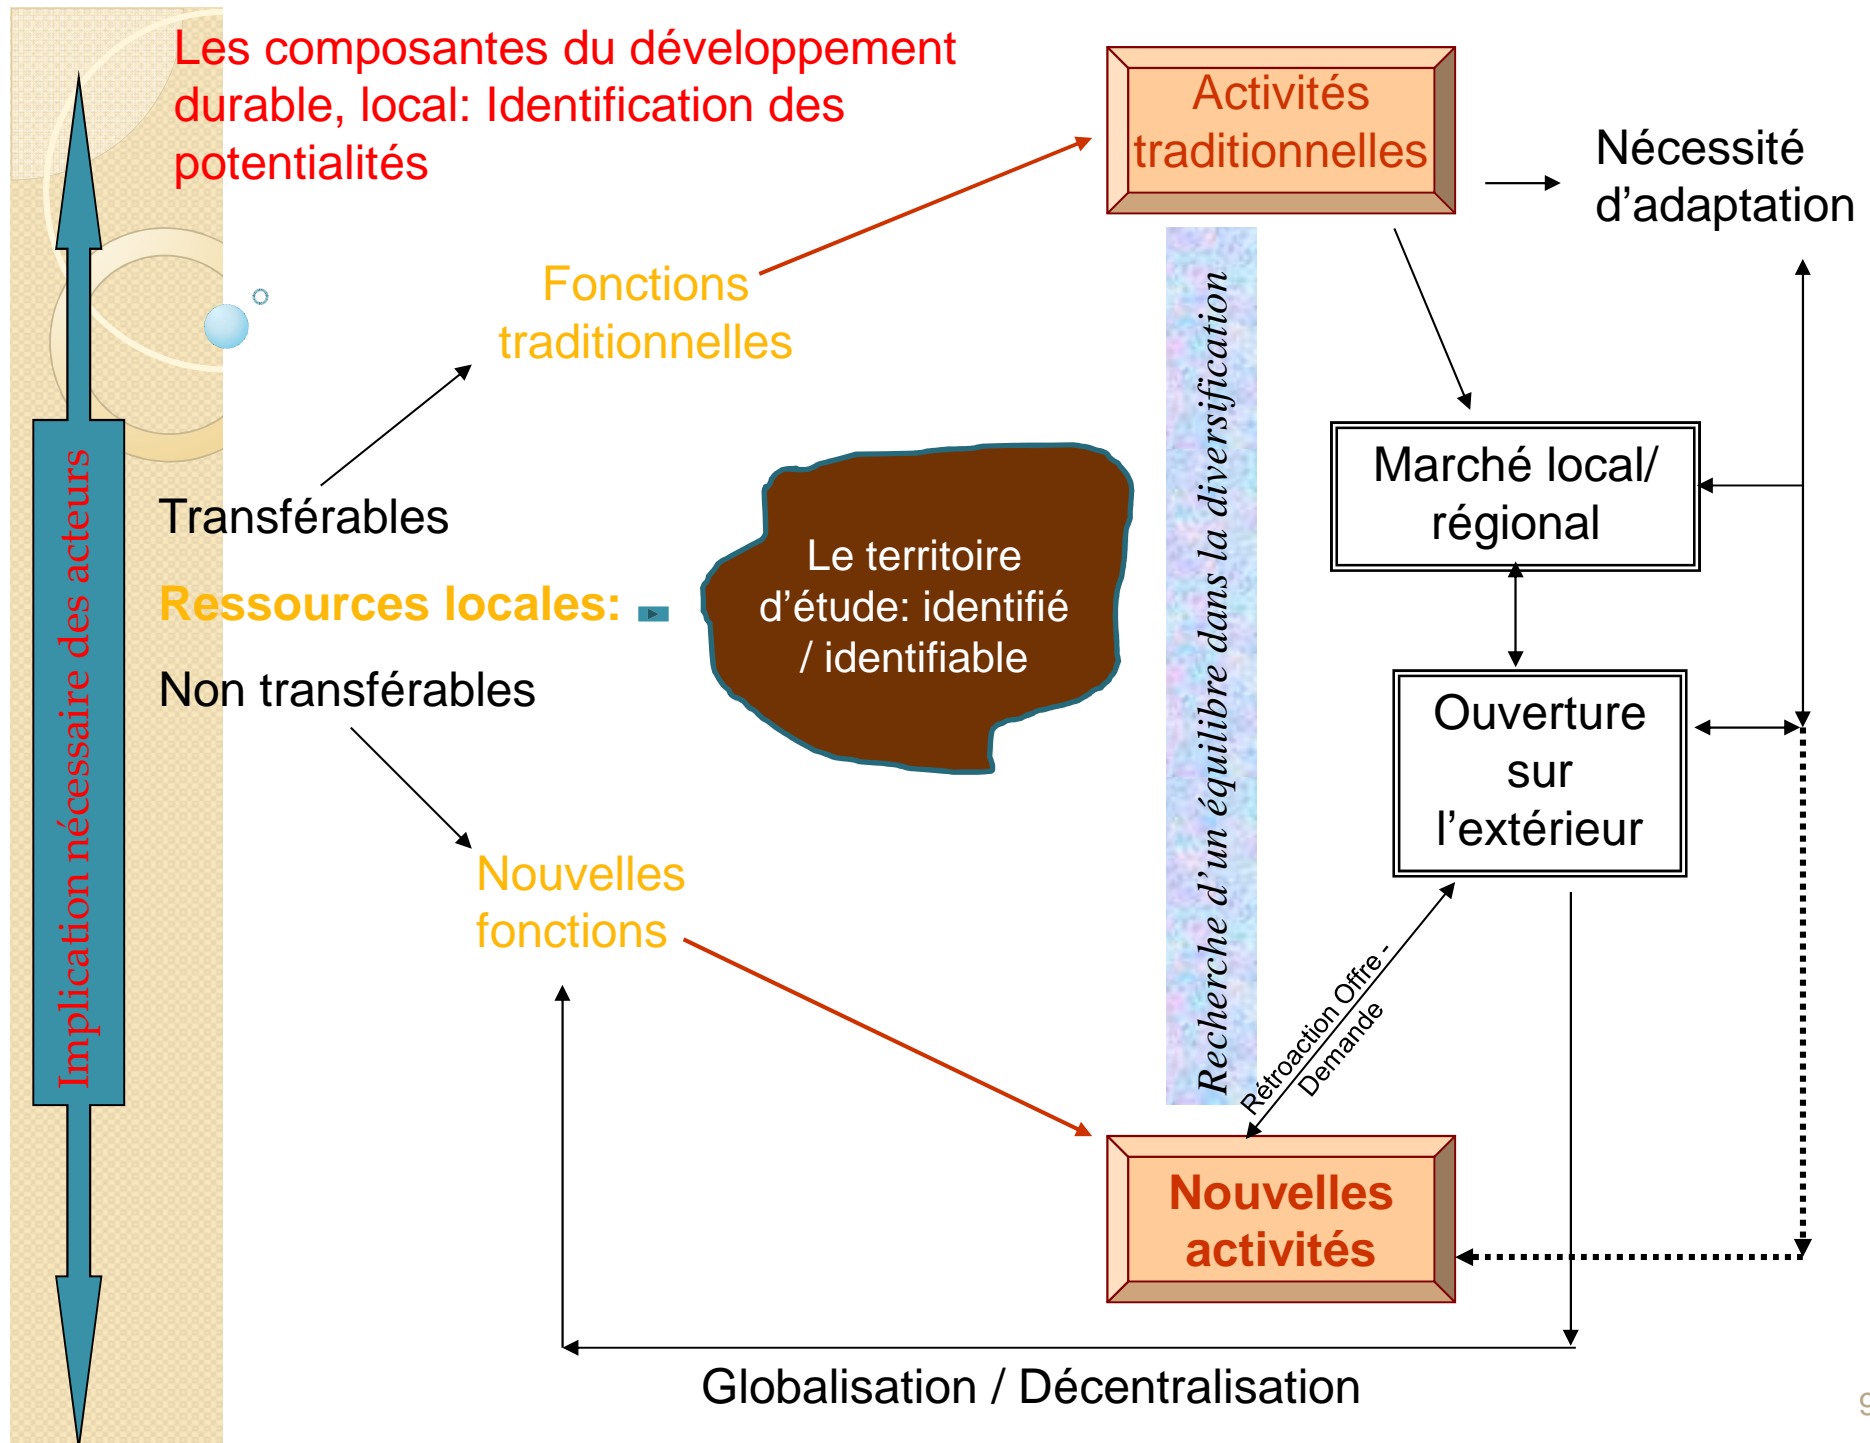 Les composantes du développement
durable, local: Identification des
potentialités
Activités
traditionnelles
Nécessité
d’adaptation
Fonctions
traditionnelles
Implication nécessaire des acteurs
Transférables
Ressources locales:
Non transférables
Le territoire
d’étude: identifié
/ identifiable
Recherche d’un équilibre dans la diversification
Marché local/
régional
Ouverture
sur
l’extérieur
Nouvelles
fonctions
Rétroaction Offre -
Demande
Nouvelles
activités
Globalisation / Décentralisation
9